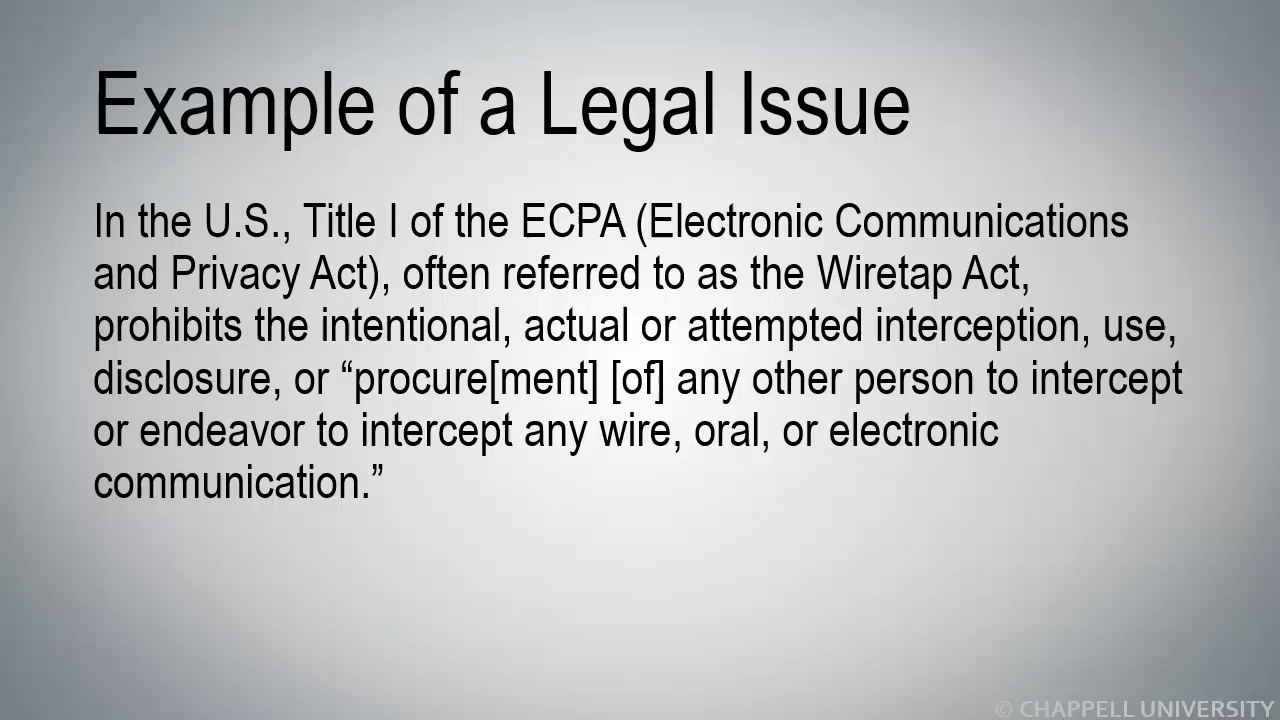 Example of a Legal Issue
In the U.S., Title I of the ECPA (Electronic Communications
and Privacy Act), often referred to as the Wiretap Act,
prohibits the intentional, actual or attempted interception, use,
disclosure, or “procure[ment] [of] any other person to intercept
or endeavor to intercept any wire, oral, or electronic
communication.”
© CHAPPELL UNIVERSITY